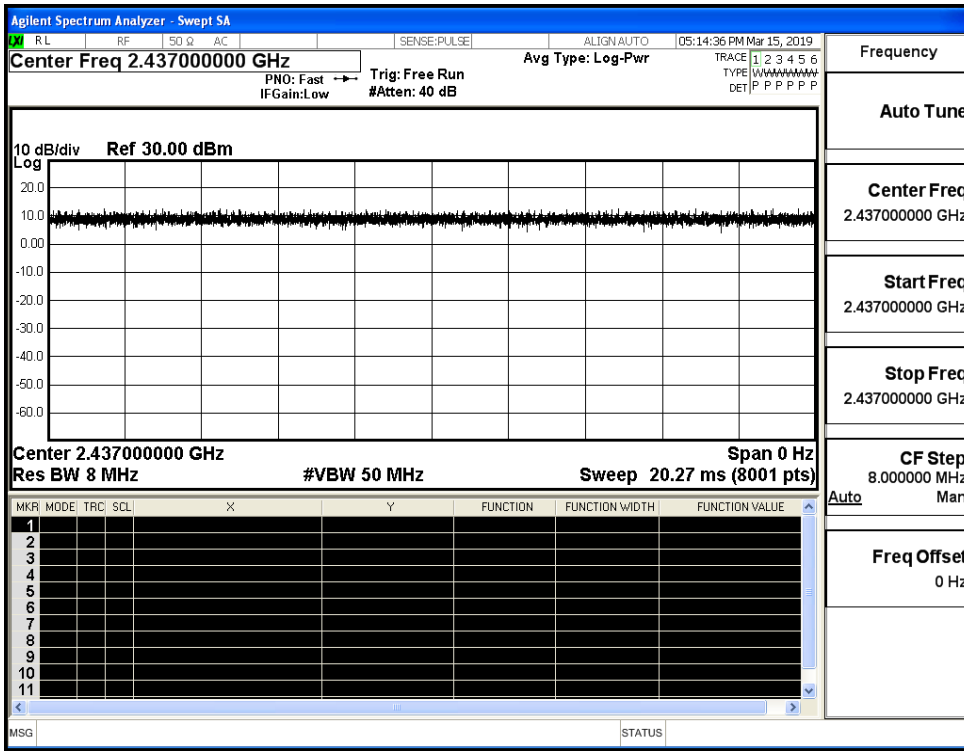 Agilent Spectrum Analyzer - Swept SA
LXI RL RF 50 Ω AC SENSE:PULSE ALIGN AUTO 05:14:36 PM Mar 15, 2019
Center Freq 2.437000000 GHz
PNO: Fast
IFGain:Low
Trig: Free Run
#Atten: 40 dB
Avg Type: Log-Pwr
TRACE 1 2 3 4 5 6
TYPE
DET P P P P P P
10 dB/div Ref 30.00 dBm
Log
20.0
10.0
0.00
-10.0
-20.0
-30.0
-40.0
-50.0
-60.0
Center 2.437000000 GHz Span 0 Hz
Res BW 8 MHz #VBW 50 MHz Sweep 20.27 ms (8001 pts)
MKR MODE TRC SCL X Y FUNCTION FUNCTION WIDTH FUNCTION VALUE
1
2
3
4
5
6
7
8
9
10
11
MSG STATUS
Frequency
Auto Tune
Center Freq
2.437000000 GHz
Start Freq
2.437000000 GHz
Stop Freq
2.437000000 GHz
CF Step
8.000000 MHz
Auto Man
Freq Offset
0 Hz